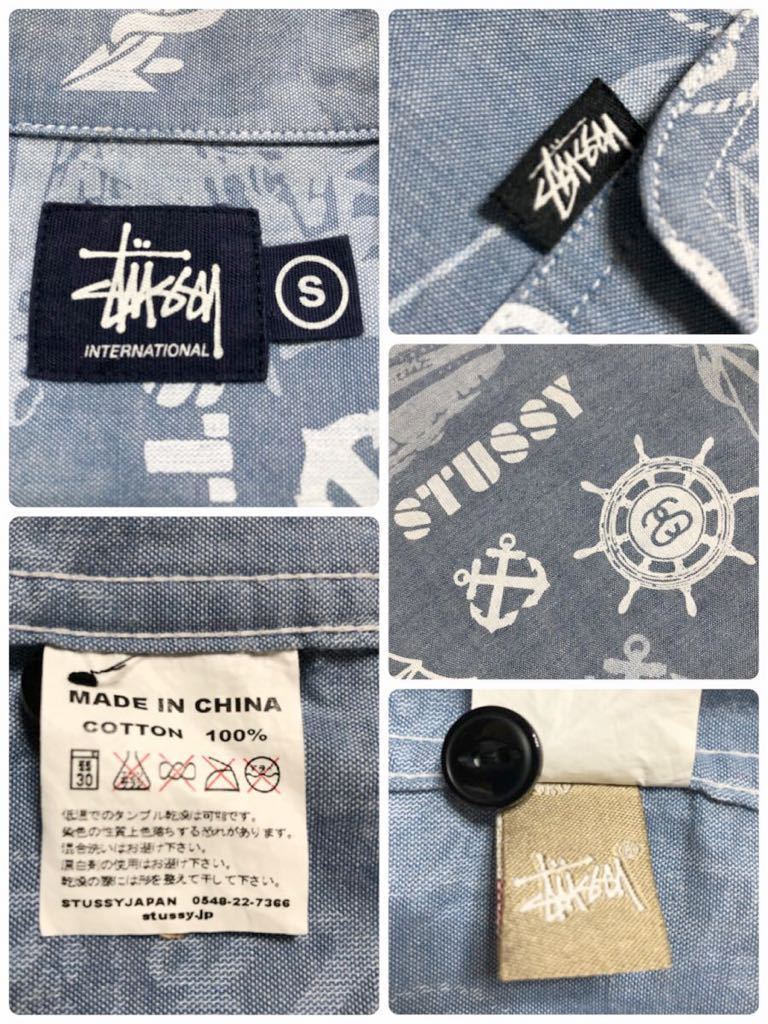 Stüssy
INTERNATIONAL
S
Stüssy
STUSSY
MADE IN CHINA
COTTON 100%
30
低温でのタンブル乾燥は可能です。
染色の性質上色落ちする恐れがあります。
混合洗いはお避け下さい。
漂白剤の使用はお避け下さい。
乾燥の際には形を整えて干して下さい。
STUSSYJAPAN 0548-22-7366
stussy.jp
Stüssy®